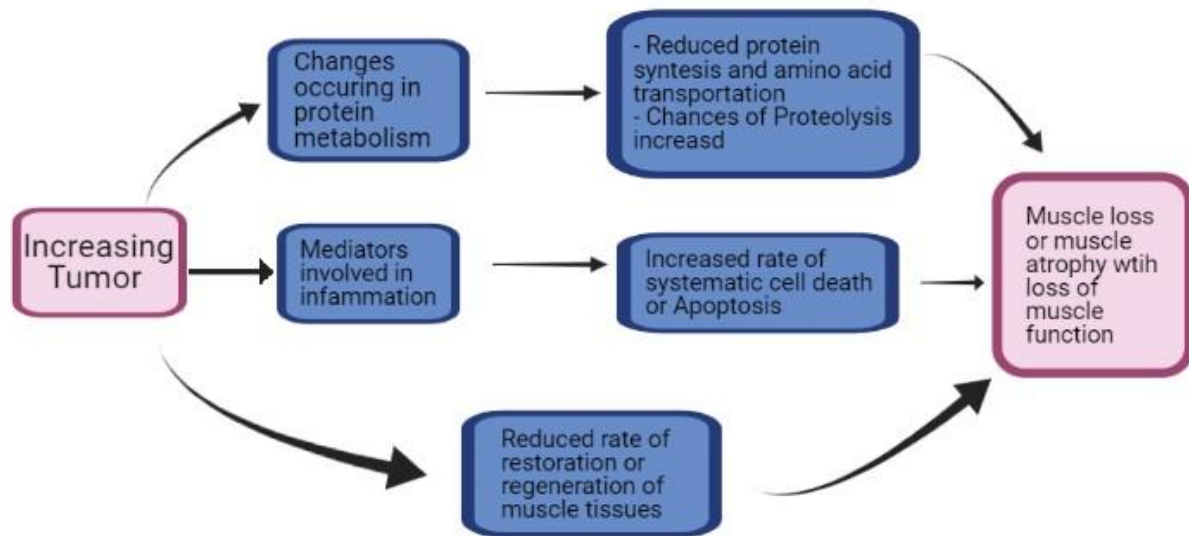 Increasing
Tumor
Changes
occuring in
protein
metabolism
- Reduced protein
syntesis and amino acid
transportation
- Chances of Proteolysis
increasd
Mediators
involved in
infammation
Increased rate of
systematic cell death
or Apoptosis
Reduced rate of
restoration or
regeneration of
muscle tissues
Muscle loss
or muscle
atrophy wtih
loss of
muscle
function